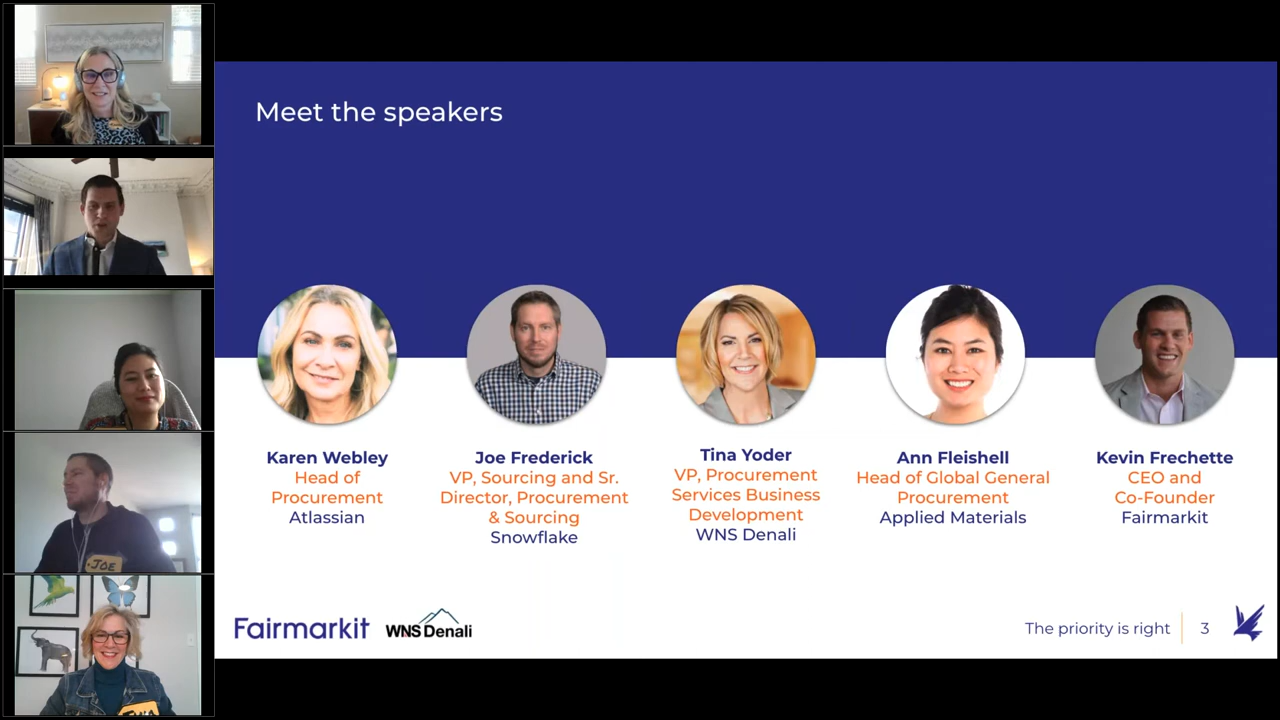 Meet the speakers
Karen Webley
Head of
Procurement
Atlassian
Joe Frederick
VP, Sourcing and Sr.
Director, Procurement
& Sourcing
Snowflake
Tina Yoder
VP, Procurement
Services Business
Development
WNS Denali
Ann Fleishell
Head of Global General
Procurement
Applied Materials
Kevin Frechette
CEO and
Co-Founder
Fairmarkit
JOE
Fairmarkit
WNS Denali
The priority is right
3